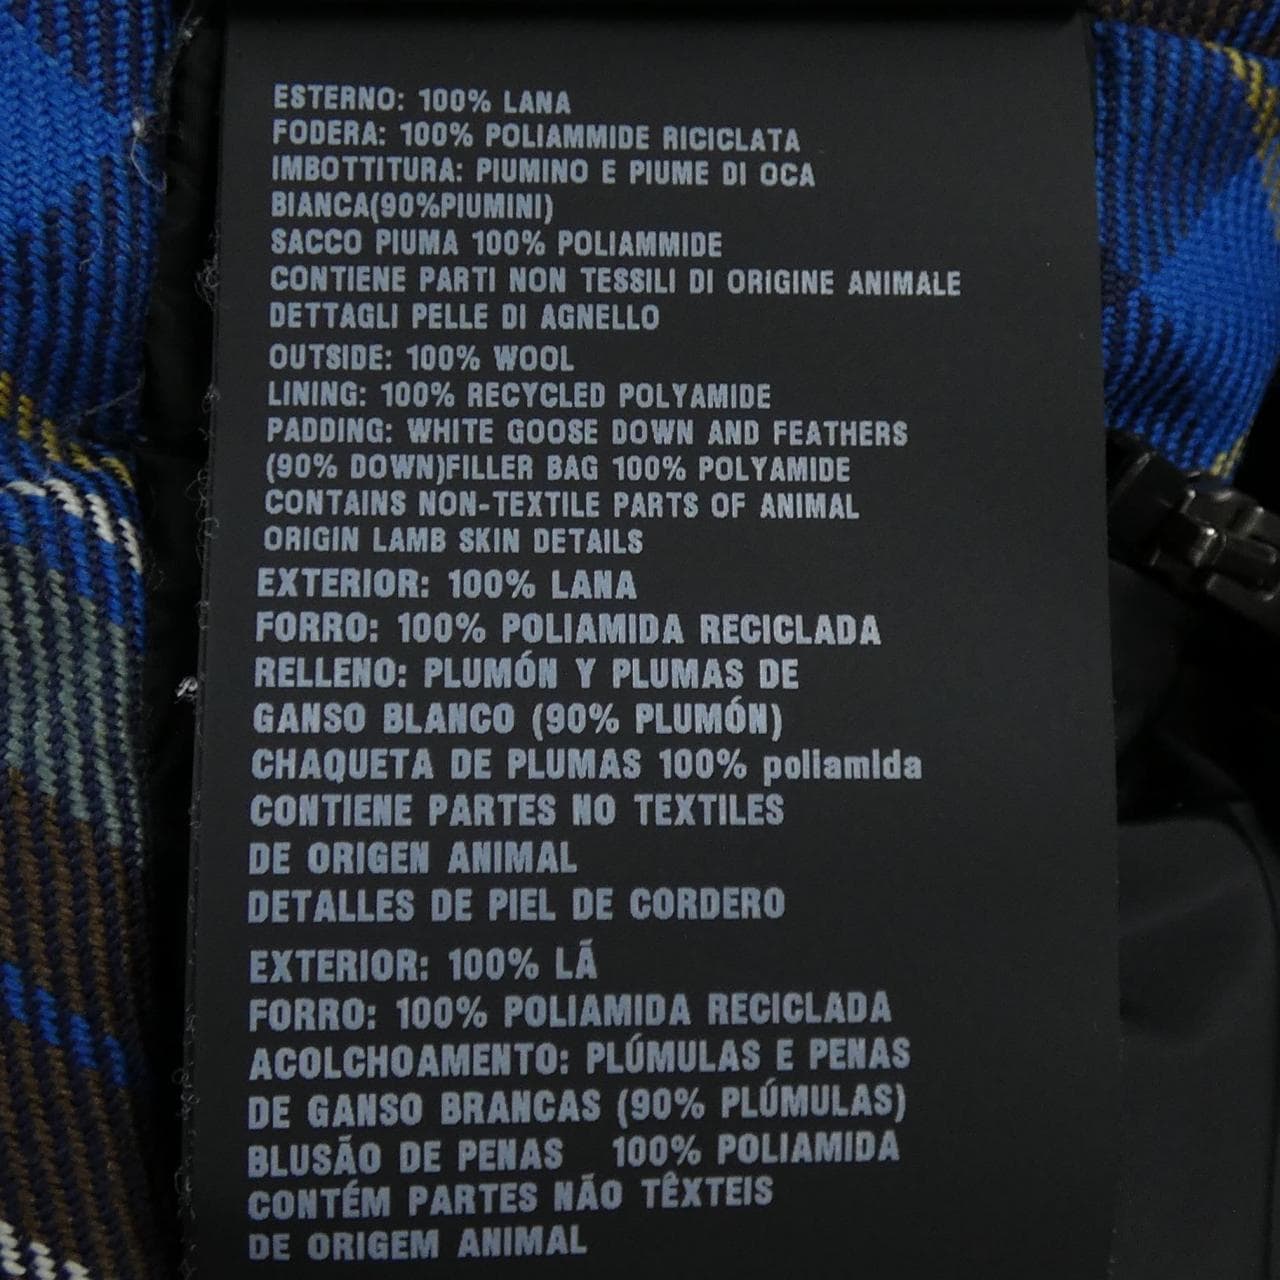 ESTERNO: 100% LANA
FODERA: 100% POLIAMMIDE RICICLATA
IMBOTTITURA: PIUMINO E PIUME DI OCA
BIANCA(90%PIUMINI)
SACCO PIUMA 100% POLIAMMIDE
CONTIENE PARTI NON TESSILI DI ORIGINE ANIMALE
DETTAGLI PELLE DI AGNELLO
OUTSIDE: 100% WOOL
LINING: 100% RECYCLED POLYAMIDE
PADDING: WHITE GOOSE DOWN AND FEATHERS
(90% DOWN)FILLER BAG 100% POLYAMIDE
CONTAINS NON-TEXTILE PARTS OF ANIMAL
ORIGIN LAMB SKIN DETAILS
EXTERIOR: 100% LANA
FORRO: 100% POLIAMIDA RECICLADA
RELLENO: PLUMÓN Y PLUMAS DE
GANSO BLANCO (90% PLUMÓN)
CHAQUETA DE PLUMAS 100% poliamida
CONTIENE PARTES NO TEXTILES
DE ORIGEN ANIMAL
DETALLES DE PIEL DE CORDERO
EXTERIOR: 100% LÃ
FORRO: 100% POLIAMIDA RECICLADA
ACOLCHOAMENTO: PLÚMULAS E PENAS
DE GANSO BRANCAS (90% PLÚMULAS)
BLUSÃO DE PENAS 100% POLIAMIDA
CONTÉM PARTES NÃO TÊXTEIS
DE ORIGEM ANIMAL